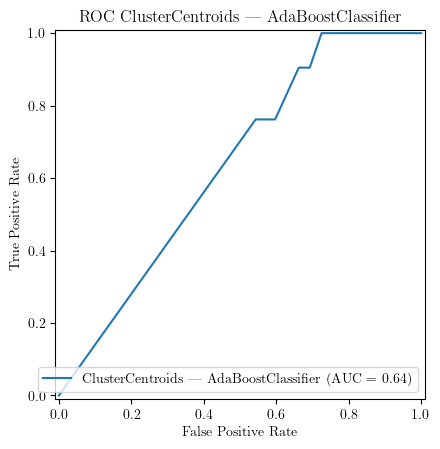 ROC ClusterCentroids — AdaBoostClassifier
True Positive Rate
1.0
0.8
0.6
0.4
0.2
0.0
ClusterCentroids — AdaBoostClassifier (AUC = 0.64)
0.0 0.2 0.4 0.6 0.8 1.0
False Positive Rate